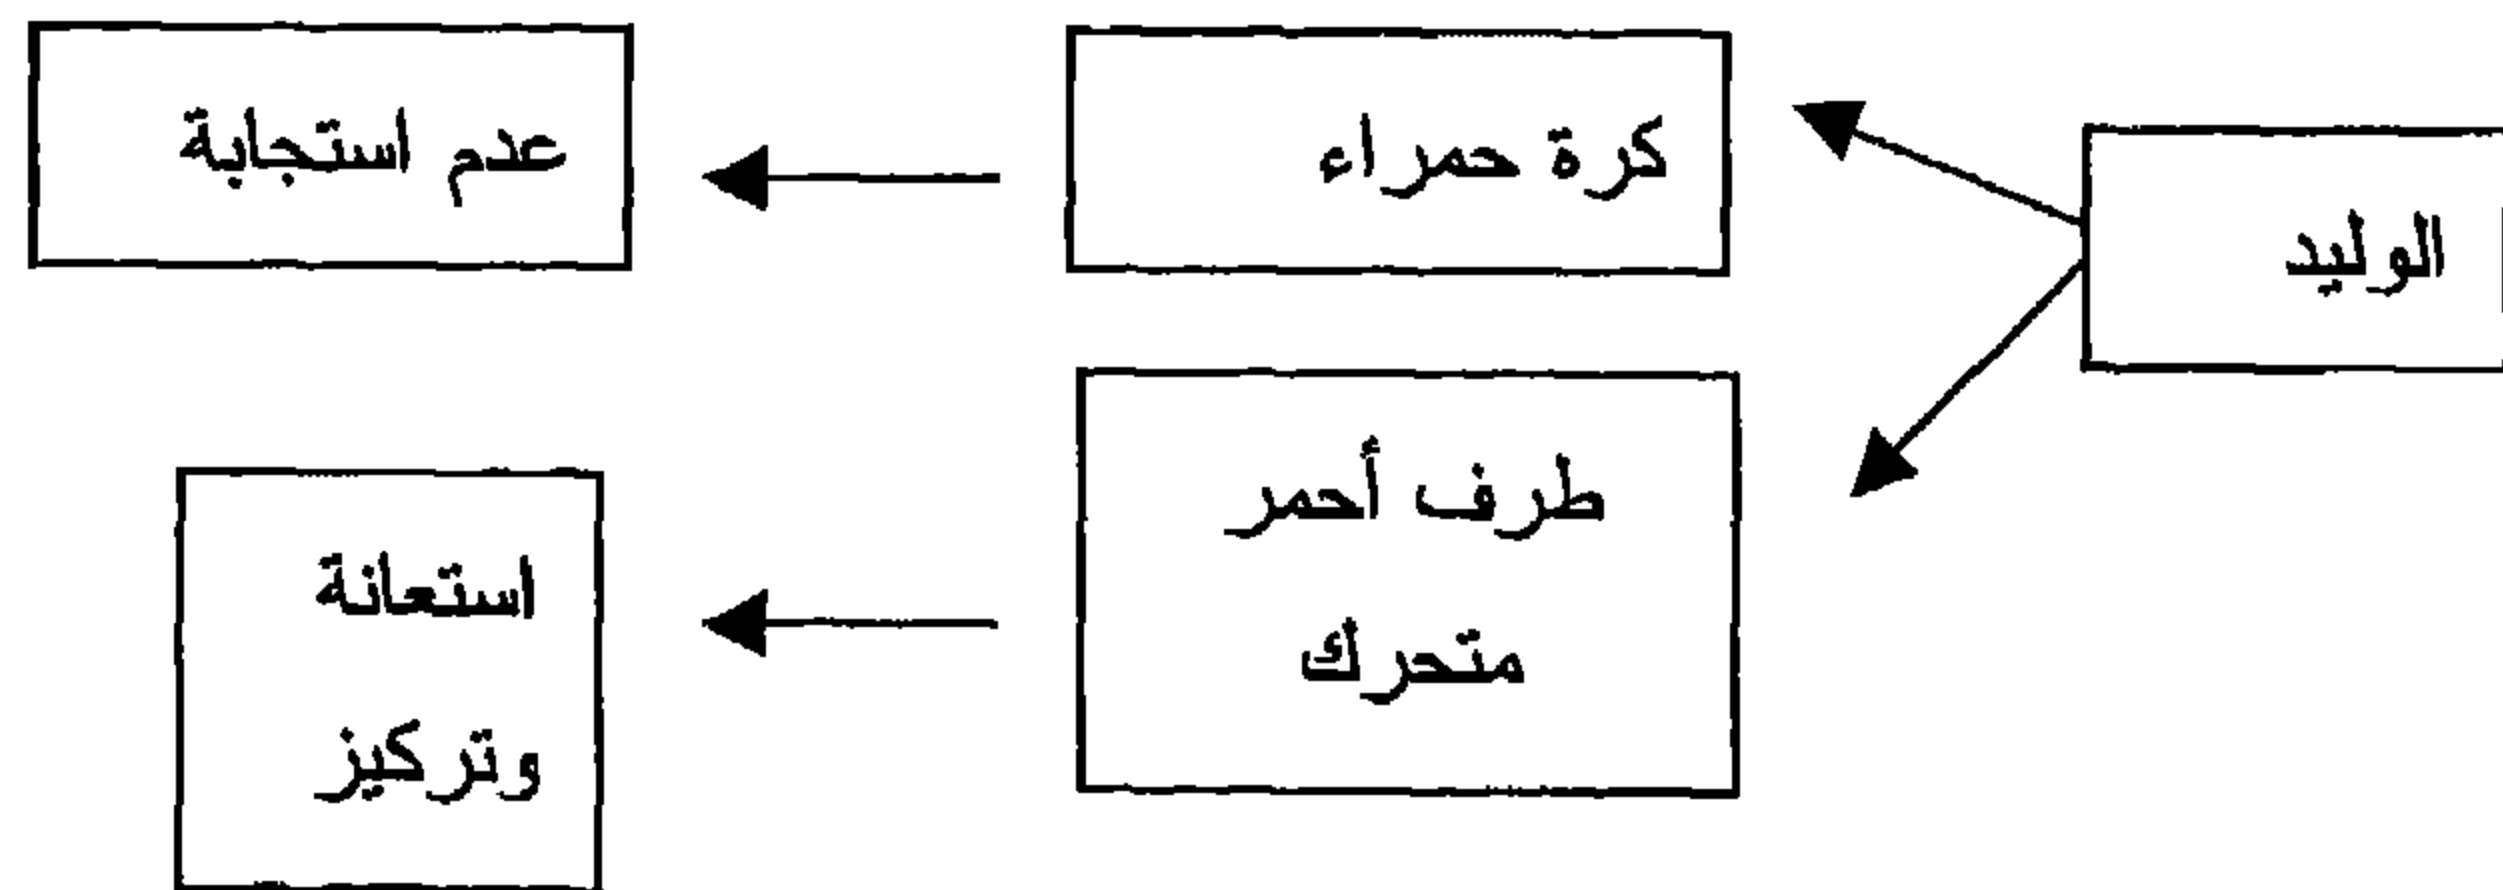 الوليد
كرة حمراء
عدم استجابة
طرف أحمر
متحرك
استعانة
وتركيز